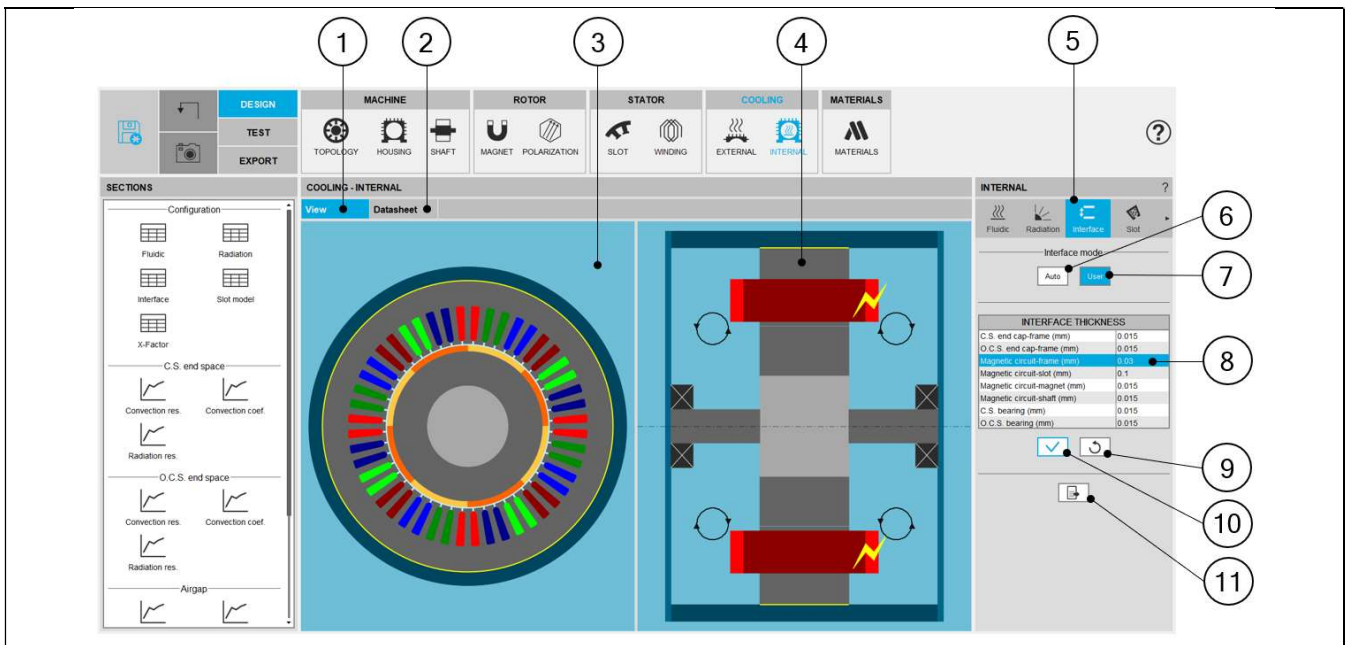 1
2
3
4
5
DESIGN
TEST
EXPORT
MACHINE
TOPOLOGY
HOUSING
SHAFT
ROTOR
MAGNET
POLARIZATION
STATOR
SLOT
WINDING
COOLING
EXTERNAL
INTERNAL
MATERIALS
MATERIALS
?
SECTIONS
Configuration
Fluidic
Radiation
Interface
Slot model
X-Factor
C.S. end space
Convection res.
Convection coef.
Radiation res.
O.C.S. end space
Convection res.
Convection coef.
Radiation res.
Airgap
COOLING - INTERNAL
View
Datasheet
INTERNAL ?
Fluidic
Radiation
Interface
Slot
Interface mode
Auto
User
INTERFACE THICKNESS
C.S. end cap-frame (mm) 0.015
O.C.S. end cap-frame (mm) 0.015
Magnetic circuit-frame (mm) 0.03
Magnetic circuit-slot (mm) 0.1
Magnetic circuit-magnet (mm) 0.015
Magnetic circuit-shaft (mm) 0.015
C.S. bearing (mm) 0.015
O.C.S. bearing (mm) 0.015
6
7
8
9
10
11